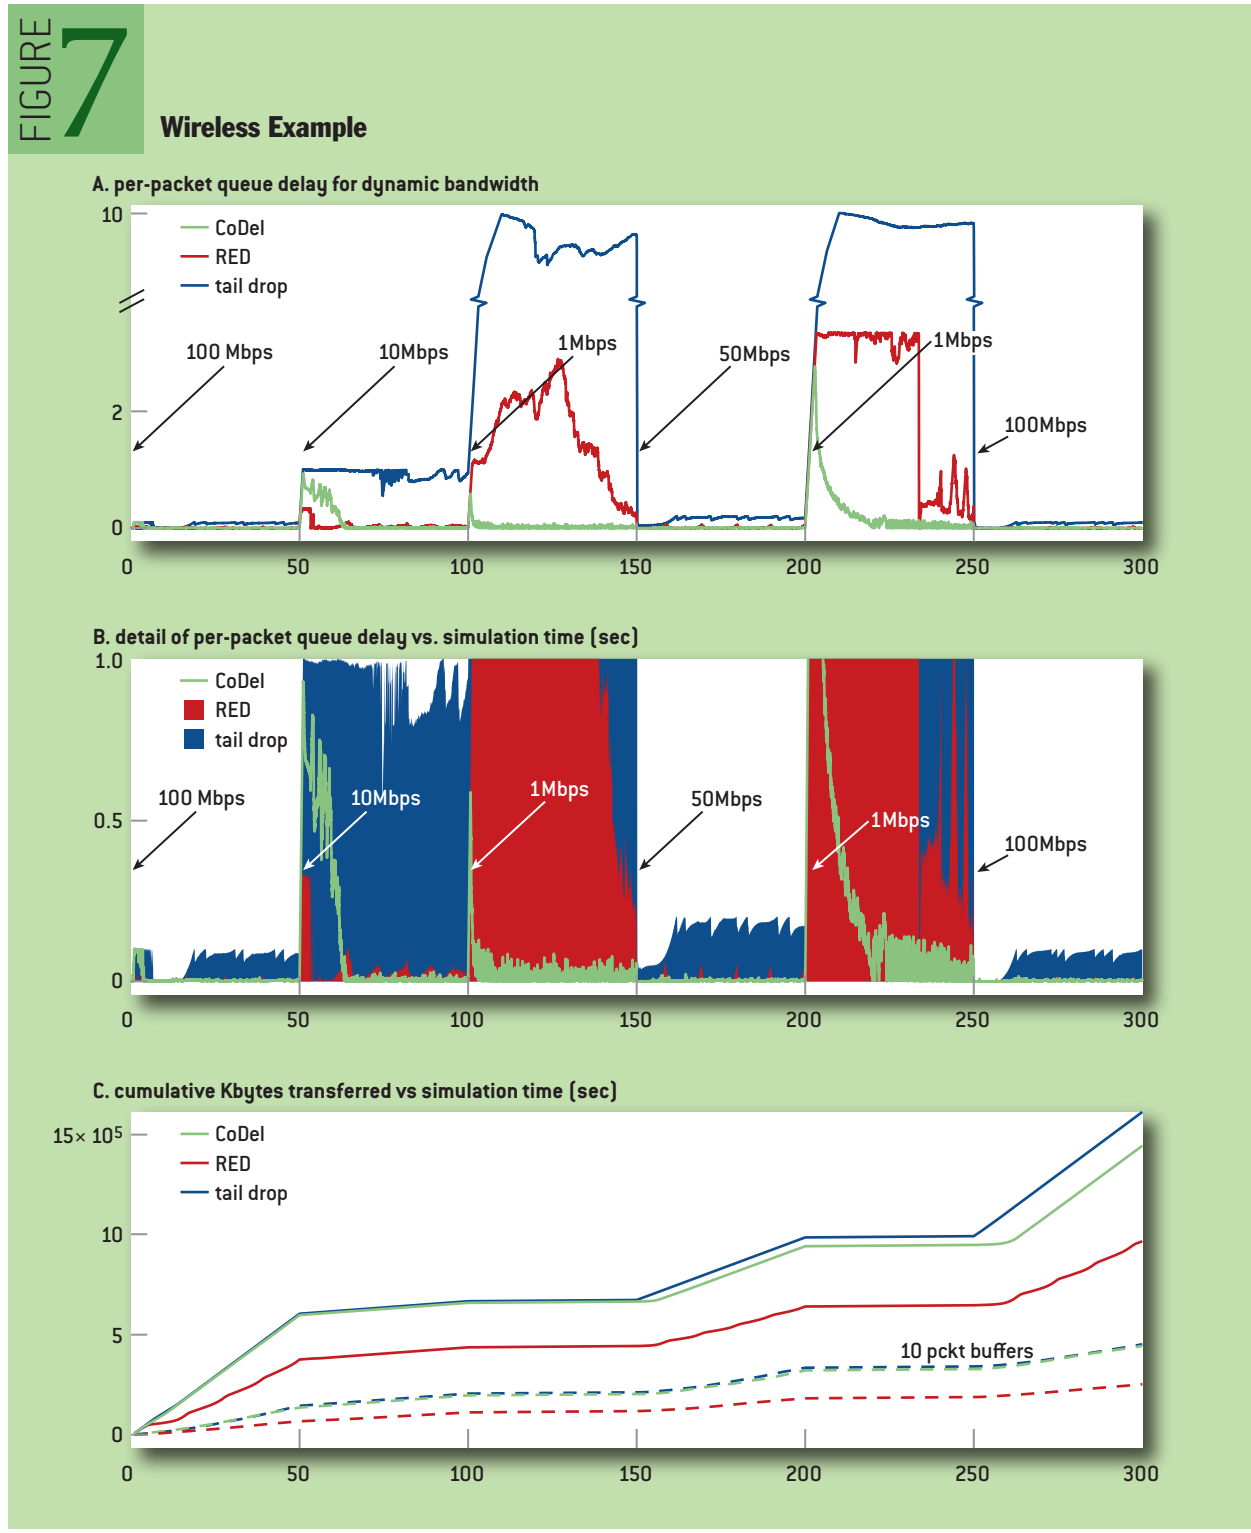 FIGURE
7
Wireless Example
A. per-packet queue delay for dynamic bandwidth
10
CoDel
RED
tail drop
100 Mbps
10Mbps
1Mbps
50Mbps
1Mbps
100Mbps
2
0
0 50 100 150 200 250 300
B. detail of per-packet queue delay vs. simulation time (sec)
1.0
CoDel
RED
tail drop
100 Mbps
10Mbps
1Mbps
50Mbps
1Mbps
100Mbps
0.5
0
0 50 100 150 200 250 300
C. cumulative Kbytes transferred vs simulation time (sec)
15× 10⁵
CoDel
RED
tail drop
10
5
10 pckt buffers
0
0 50 100 150 200 250 300